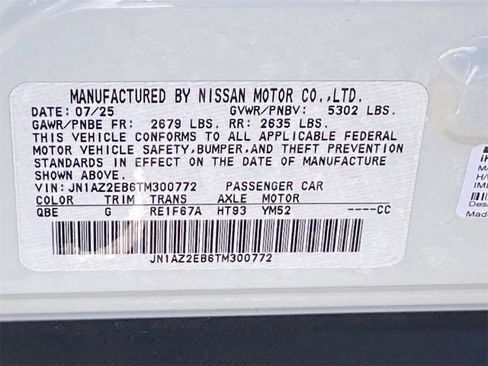 MANUFACTURED BY NISSAN MOTOR CO.,LTD.
DATE: 07/25 GVWR/PNBV: 5302 LBS.
GAWR/PNBE FR: 2679 LBS. RR: 2635 LBS.
THIS VEHICLE CONFORMS TO ALL APPLICABLE FEDERAL
MOTOR VEHICLE SAFETY,BUMPER,AND THEFT PREVENTION
STANDARDS IN EFFECT ON THE DATE OF MANUFACTURE
SHOWN ABOVE.
VIN: JN1AZ2EB6TM300772 PASSENGER CAR
COLOR TRIM TRANS AXLE MOTOR
QBE G RE1F67A HT93 YM52 ----CC
JN1AZ2EB6TM300772
Made